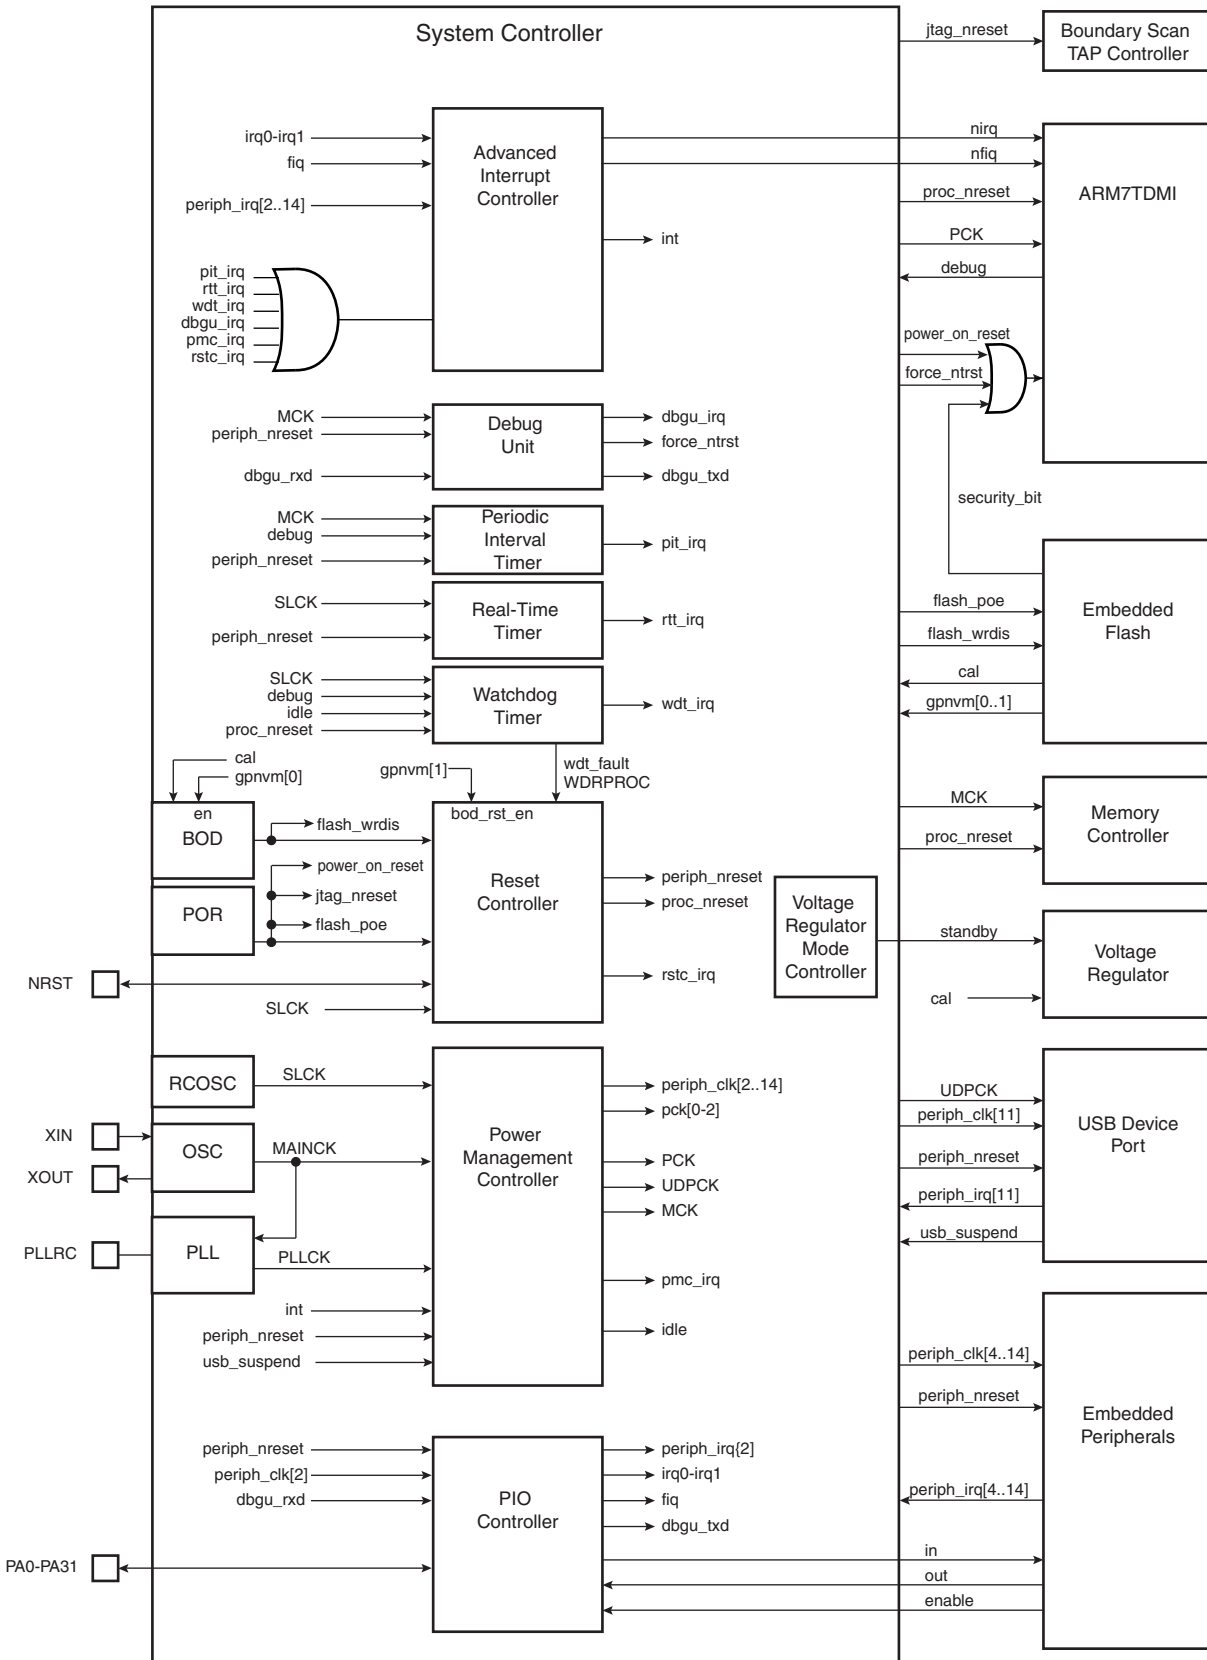 System Controller
jtag_nreset
Boundary Scan
TAP Controller
irq0-irq1
fiq
periph_irq[2..14]
Advanced
Interrupt
Controller
int
nirq
nfiq
proc_nreset
PCK
debug
ARM7TDMI
pit_irq
rtt_irq
wdt_irq
dbgu_irq
pmc_irq
rstc_irq
power_on_reset
force_ntrst
security_bit
MCK
periph_nreset
dbgu_rxd
Debug
Unit
dbgu_irq
force_ntrst
dbgu_txd
MCK
debug
periph_nreset
Periodic
Interval
Timer
pit_irq
SLCK
periph_nreset
Real-Time
Timer
rtt_irq
flash_poe
flash_wrdis
cal
gpnvm[0..1]
Embedded
Flash
SLCK
debug
idle
proc_nreset
Watchdog
Timer
wdt_irq
wdt_fault
WDRPROC
cal
gpnvm[0]
gpnvm[1]
en
BOD
flash_wrdis
bod_rst_en
power_on_reset
jtag_nreset
flash_poe
POR
Reset
Controller
periph_nreset
proc_nreset
rstc_irq
NRST
SLCK
MCK
proc_nreset
Memory
Controller
Voltage
Regulator
Mode
Controller
standby
cal
Voltage
Regulator
RCOSC
SLCK
XIN
XOUT
OSC
MAINCK
PLLRC
PLL
PLLCK
int
periph_nreset
usb_suspend
Power
Management
Controller
periph_clk[2..14]
pck[0-2]
PCK
UDPCK
MCK
pmc_irq
idle
UDPCK
periph_clk[11]
periph_nreset
periph_irq[11]
usb_suspend
USB Device
Port
periph_clk[4..14]
periph_nreset
periph_irq[4..14]
in
out
enable
Embedded
Peripherals
periph_nreset
periph_clk[2]
dbgu_rxd
PA0-PA31
PIO
Controller
periph_irq{2]
irq0-irq1
fiq
dbgu_txd